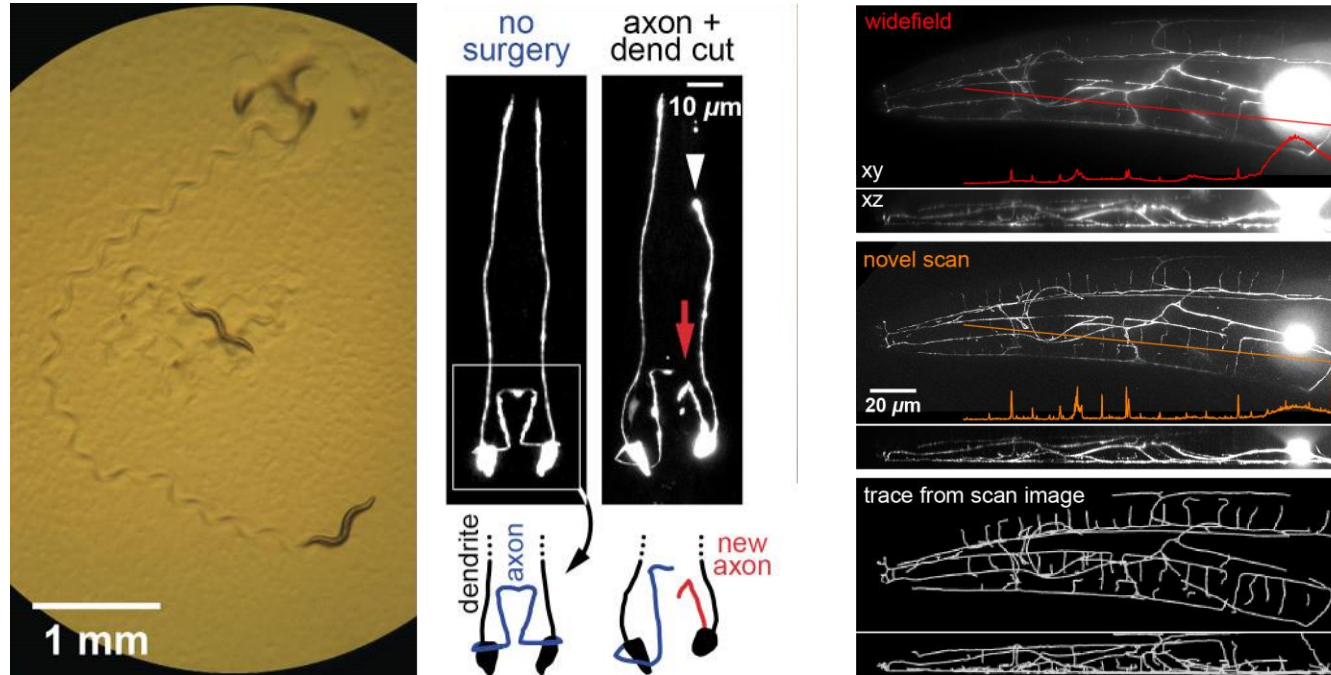 1 mm
no
surgery
axon +
dend cut
10 µm
dendrite
axon
new
axon
widefield
xy
xz
novel scan
20 µm
trace from scan image